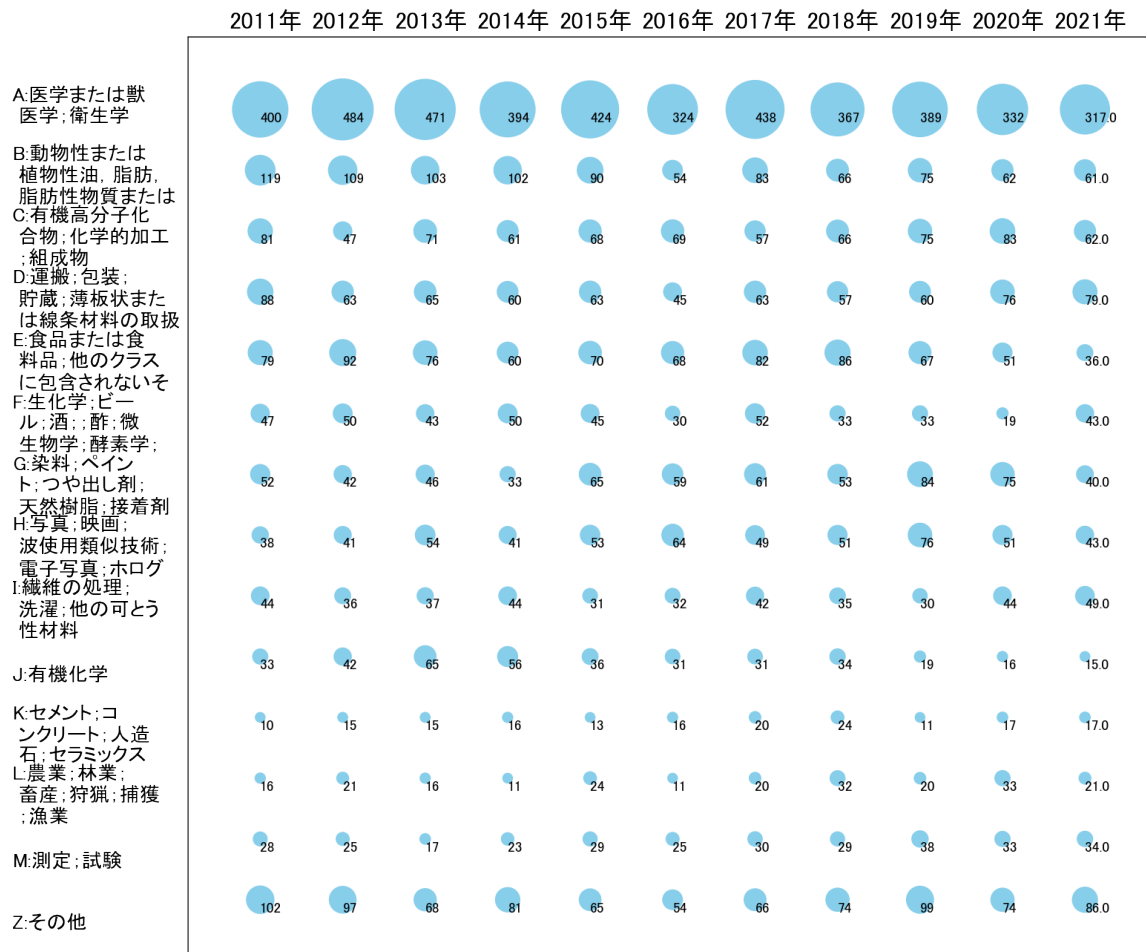 2011年 2012年 2013年 2014年 2015年 2016年 2017年 2018年 2019年 2020年 2021年
A:医学または獣
医学;衛生学
400 484 471 394 424 324 438 367 389 332 317.0
B:動物性または
植物性油,脂肪,
脂肪性物質または
119 109 103 102 90 54 83 66 75 62 61.0
C:有機高分子化
合物;化学的加工
;組成物
81 47 71 61 68 69 57 66 75 83 62.0
D:運搬;包装;
貯蔵;薄板状また
は線条材料の取扱
88 63 65 60 63 45 63 57 60 76 79.0
E:食品または食
料品;他のクラス
に包含されないそ
79 92 76 60 70 68 82 86 67 51 36.0
F:生化学;ビー
ル;酒;;酢;微
生物学;酵素学;
47 50 43 50 45 30 52 33 33 19 43.0
G:染料;ペイン
ト;つや出し剤;
天然樹脂;接着剤
52 42 46 33 65 59 61 53 84 75 40.0
H:写真;映画;
波使用類似技術;
電子写真;ホログ
38 41 54 41 53 64 49 51 76 51 43.0
I:繊維の処理;
洗濯;他の可とう
性材料
44 36 37 44 31 32 42 35 30 44 49.0
J:有機化学
33 42 65 56 36 31 31 34 19 16 15.0
K:セメント;コ
ンクリート;人造
石;セラミックス
10 15 15 16 13 16 20 24 11 17 17.0
L:農業;林業;
畜産;狩猟;捕獲
;漁業
16 21 16 11 24 11 20 32 20 33 21.0
M:測定;試験
28 25 17 23 29 25 30 29 38 33 34.0
Z:その他
102 97 68 81 65 54 66 74 99 74 86.0